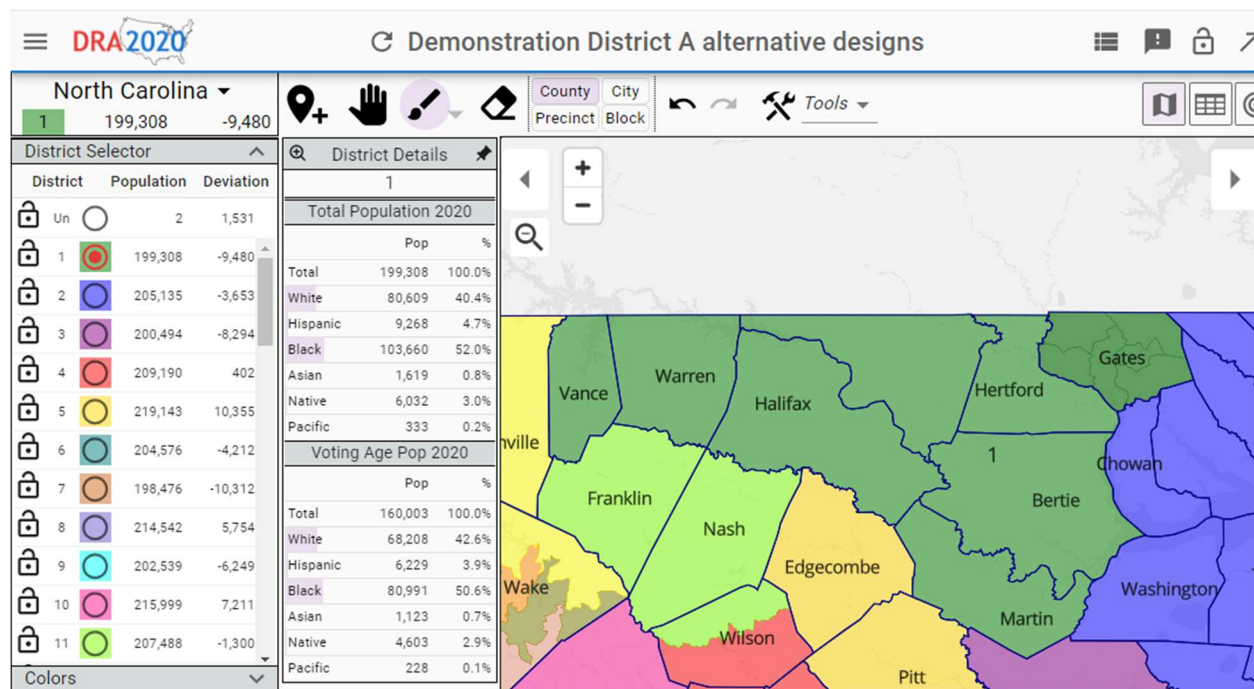 DRA2020 Demonstration District A alternative designs
North Carolina
1 199,308 -9,480
County City
Precinct Block
Tools
District Selector
District Population Deviation
Un 2 1,531
1 199,308 -9,480
2 205,135 -3,653
3 200,494 -8,294
4 209,190 402
5 219,143 10,355
6 204,576 -4,212
7 198,476 -10,312
8 214,542 5,754
9 202,539 -6,249
10 215,999 7,211
11 207,488 -1,300
Colors
District Details
1
Total Population 2020
Pop %
Total 199,308 100.0%
White 80,609 40.4%
Hispanic 9,268 4.7%
Black 103,660 52.0%
Asian 1,619 0.8%
Native 6,032 3.0%
Pacific 333 0.2%
Voting Age Pop 2020
Pop %
Total 160,003 100.0%
White 68,208 42.6%
Hispanic 6,229 3.9%
Black 80,991 50.6%
Asian 1,123 0.7%
Native 4,603 2.9%
Pacific 228 0.1%
+
−
Gates
Warren
Hertford
Vance
Halifax
nville
1
Chowan
Franklin
Bertie
Nash
Edgecombe
Wake
Washington
Martin
Wilson
Pitt